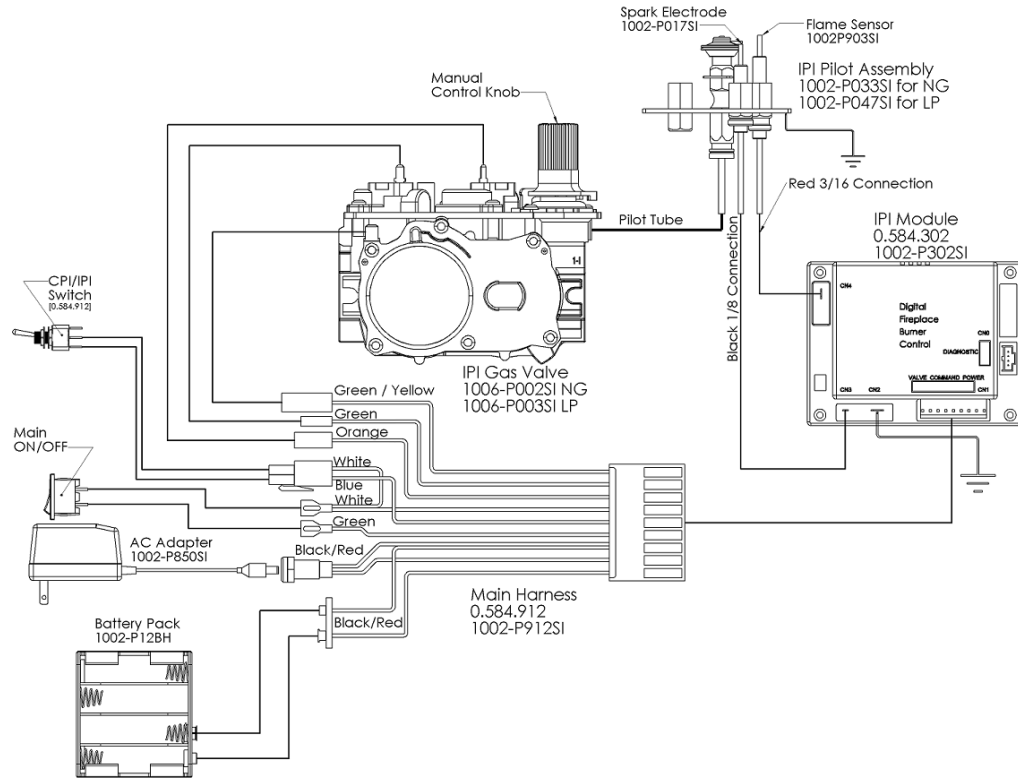 Spark Electrode
1002-P017SI
Flame Sensor
1002P903SI
IPI Pilot Assembly
1002-P033SI for NG
1002-P047SI for LP
Manual
Control Knob
Red 3/16 Connection
Pilot Tube
Black 1/8 Connection
IPI Module
0.584.302
1002-P302SI
CN4
Digital
Fireplace
Burner
Control
CN0
DIAGNOSTIC
VALVE COMMAND POWER
CN3
CN2
CN1
1-I
CPI/IPI
Switch
[0.584.912]
IPI Gas Valve
1006-P002SI NG
1006-P003SI LP
Green / Yellow
Green
Orange
Main
ON/OFF
White
Blue
White
Green
AC Adapter
1002-P850SI
Black/Red
Main Harness
0.584.912
1002-P912SI
Black/Red
Battery Pack
1002-P12BH